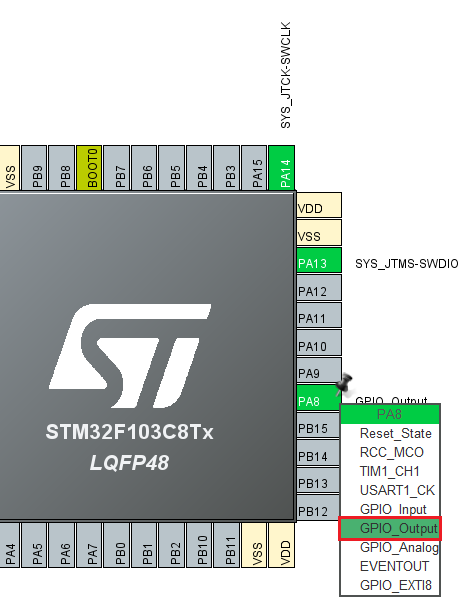 SYS_JTCK-SWCLK
VSS
PB9
PB8
BOOT0
PB7
PB6
PB5
PB4
PB3
PA15
PA14
VDD
VSS
PA13 SYS_JTMS-SWDIO
PA12
PA11
PA10
PA9
PA8 GPIO_Output
PB15
PB14
PB13
PB12
ST
STM32F103C8Tx
LQFP48
PA8
Reset_State
RCC_MCO
TIM1_CH1
USART1_CK
GPIO_Input
GPIO_Output
GPIO_Analog
EVENTOUT
GPIO_EXTI8
PA4
PA5
PA6
PA7
PB0
PB1
PB2
PB10
PB11
VSS
VDD